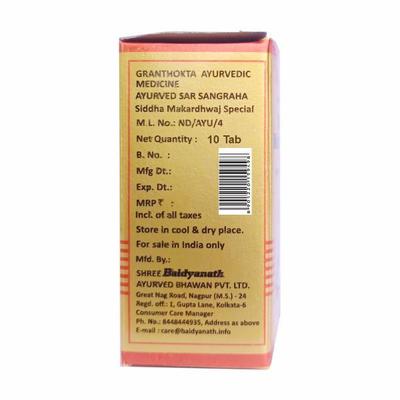 GRANTHOKTA AYURVEDIC
MEDICINE
AYURVED SAR SANGRAHA
Siddha Makardhwaj Special
M.L. No.: ND/AYU/4
Net Quantity : 10 Tab
B. No. :
Mfg Dt.:
Exp. Dt.:
MRP ₹ :
Incl. of all taxes
Store in cool & dry place.
For sale in India only
Mfd. By.:
SHREE Baidyanath
AYURVED BHAWAN PVT. LTD.
Great Nag Road, Nagpur (M.S.) - 24
Regd. off.: 1, Gupta Lane, Kolkata-6
Consumer Care Manager
Ph. No.: 8448444935, Address as above
E-mail : care@baidyanath.info